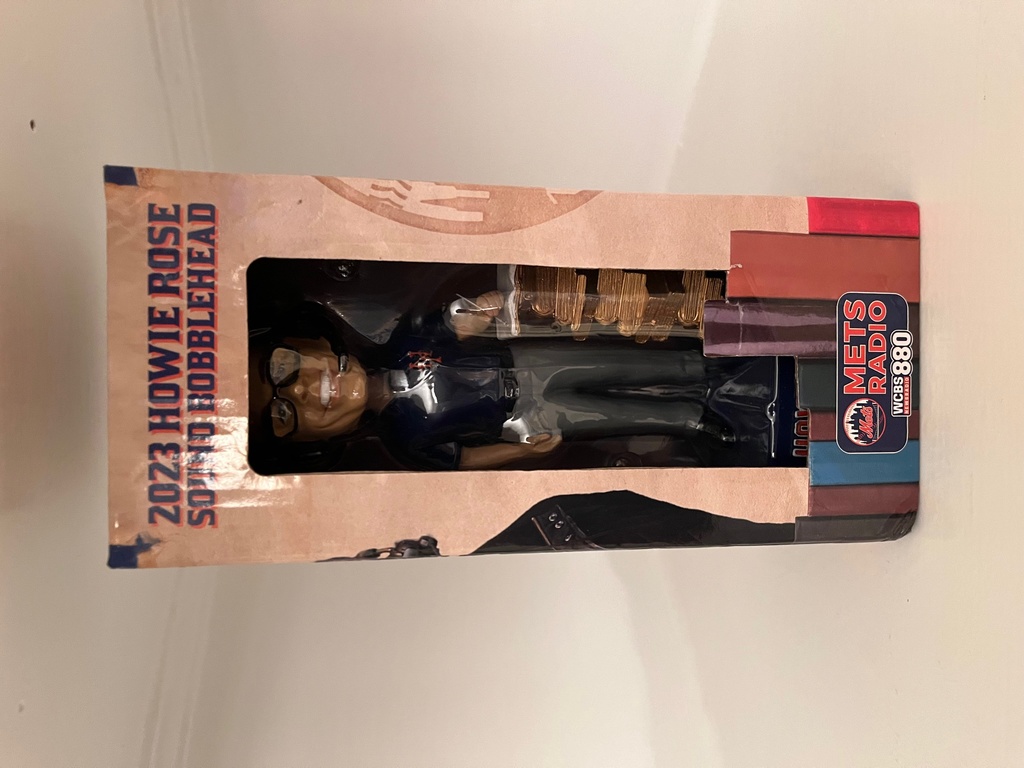 2023 HOWIE ROSE
SOUND BOBBLEHEAD
Mets
METS
RADIO
WCBS 880